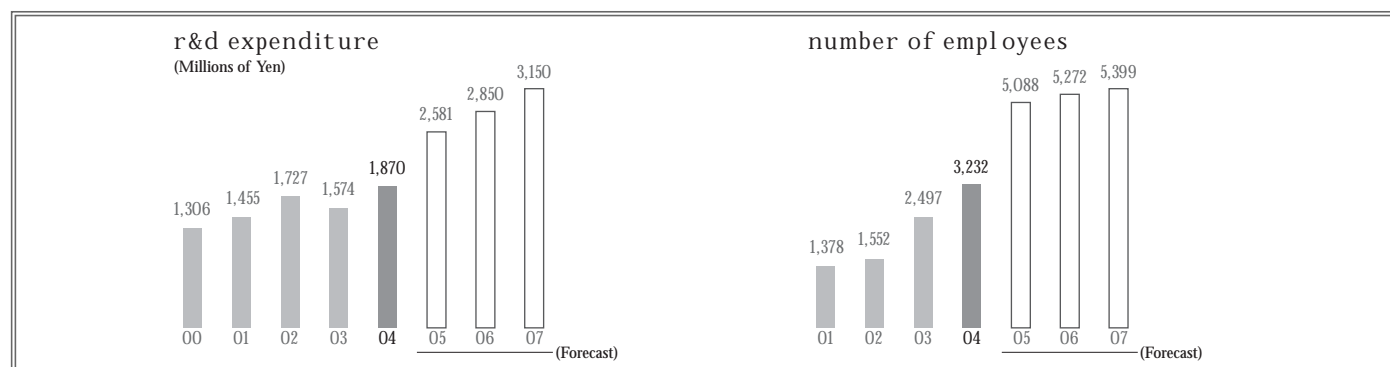 r&d expenditure
(Millions of Yen)
1,306
1,455
1,727
1,574
1,870
2,581
2,850
3,150
00 01 02 03 04 05 06 07
(Forecast)
number of employees
1,378
1,552
2,497
3,232
5,088
5,272
5,399
01 02 03 04 05 06 07
(Forecast)